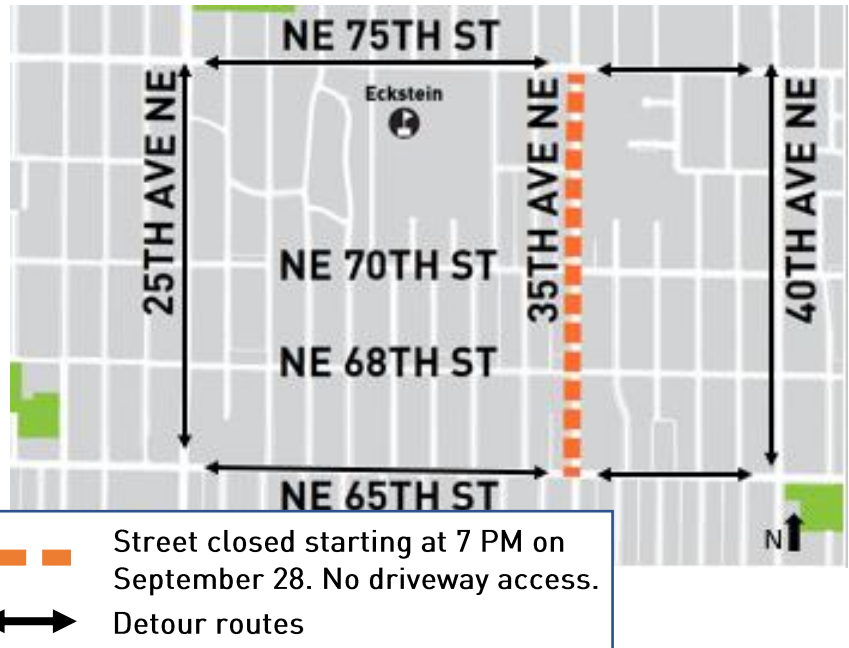 NE 75TH ST
Eckstein
25TH AVE NE
35TH AVE NE
40TH AVE NE
NE 70TH ST
NE 68TH ST
NE 65TH ST
N
Street closed starting at 7 PM on
September 28. No driveway access.
Detour routes